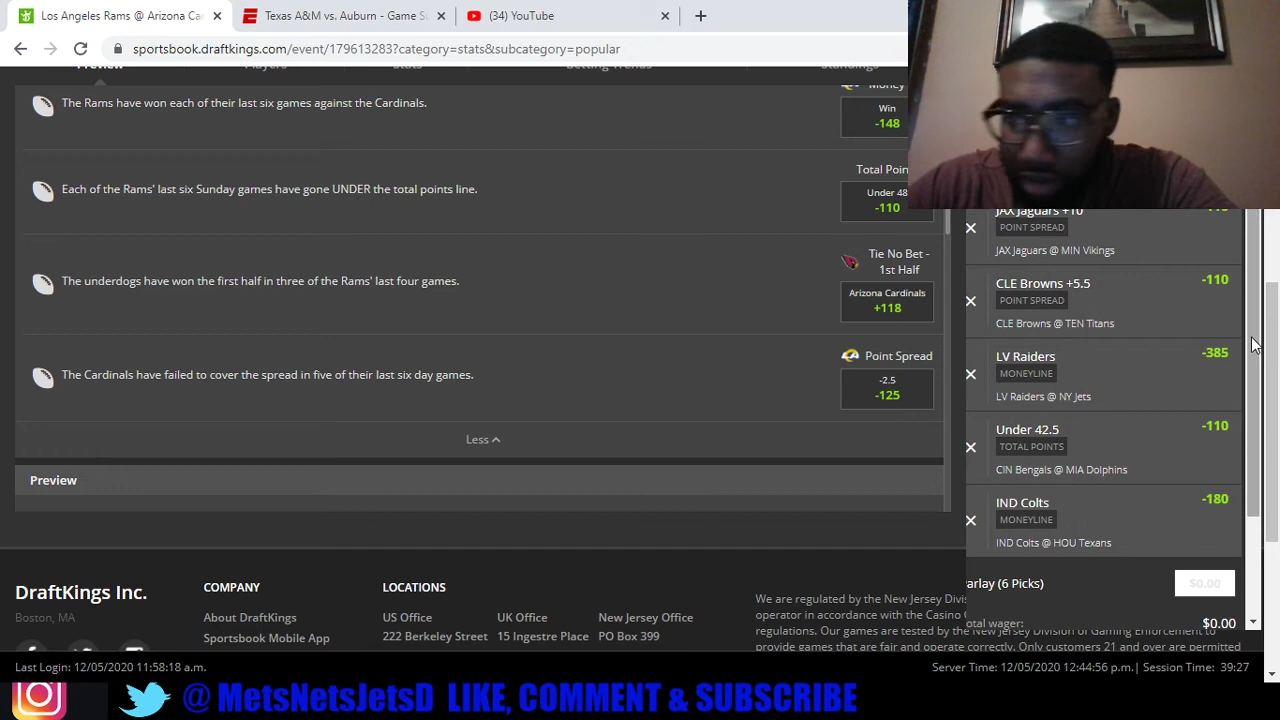 Los Angeles Rams @ Arizona Ca
Texas A&M vs. Auburn - Game S
(34) YouTube
sportsbook.draftkings.com/event/179613283?category=stats&subcategory=popular
Preview Players Stats Betting Trends Standings
The Rams have won each of their last six games against the Cardinals.
Money
Win
-148
Each of the Rams' last six Sunday games have gone UNDER the total points line.
Total Poin
Under 48
-110
The underdogs have won the first half in three of the Rams' last four games.
Tie No Bet -
1st Half
Arizona Cardinals
+118
The Cardinals have failed to cover the spread in five of their last six day games.
Point Spread
-2.5
-125
Less
Preview
JAX Jaguars +10
POINT SPREAD
JAX Jaguars @ MIN Vikings
CLE Browns +5.5 -110
POINT SPREAD
CLE Browns @ TEN Titans
LV Raiders -385
MONEYLINE
LV Raiders @ NY Jets
Under 42.5 -110
TOTAL POINTS
CIN Bengals @ MIA Dolphins
IND Colts -180
MONEYLINE
IND Colts @ HOU Texans
arlay (6 Picks) $0.00
otal wager: $0.00
DraftKings Inc.
Boston, MA
COMPANY
About DraftKings
Sportsbook Mobile App
LOCATIONS
US Office UK Office New Jersey Office
222 Berkeley Street 15 Ingestre Place PO Box 399
We are regulated by the New Jersey Divis
operator in accordance with the Casino C
regulations. Our games are tested by the New Jersey Division of Gaming Enforcement to
provide games that are fair and operate correctly. Only customers 21 and over are permitted
Last Login: 12/05/2020 11:58:18 a.m.
Server Time: 12/05/2020 12:44:56 p.m.| Session Time: 39:27
@ MetsNetsJetsD LIKE, COMMENT & SUBSCRIBE